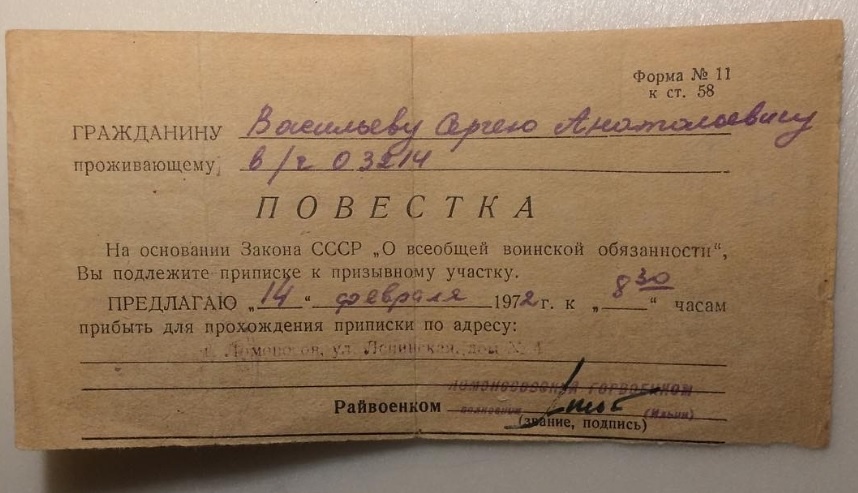 Форма № 11
к ст. 58
ГРАЖДАНИНУ Васильеву Сергею Анатольевичу
проживающему, в/ч 03214
ПОВЕСТКА
На основании Закона СССР „О всеобщей воинской обязанности“,
Вы подлежите приписке к призывному участку.
ПРЕДЛАГАЮ „14“ февраля 1972 г. к „8 30“ часам
прибыть для прохождения приписки по адресу:
г. Ломоносов, ул. Ленинская, дом № 4
ЛОМОНОСОВСКИЙ ГОРВОЕНКОМ
Райвоенком полковник (Ильин)
(звание, подпись)